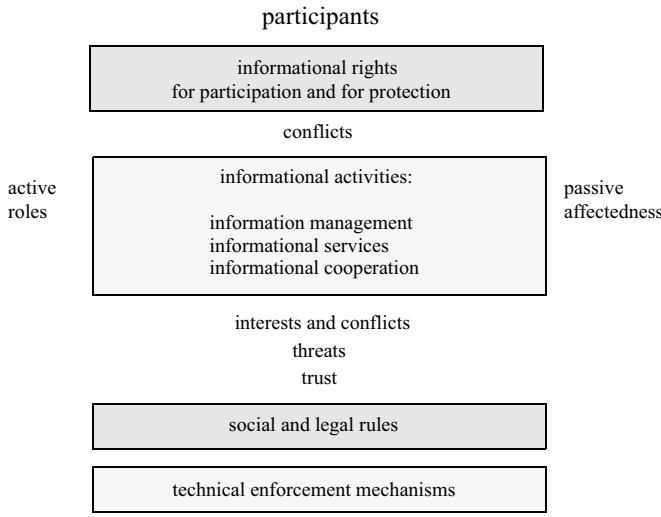 participants
informational rights
for participation and for protection
conflicts
active
roles
informational activities:
information management
informational services
informational cooperation
passive
affectedness
interests and conflicts
threats
trust
social and legal rules
technical enforcement mechanisms